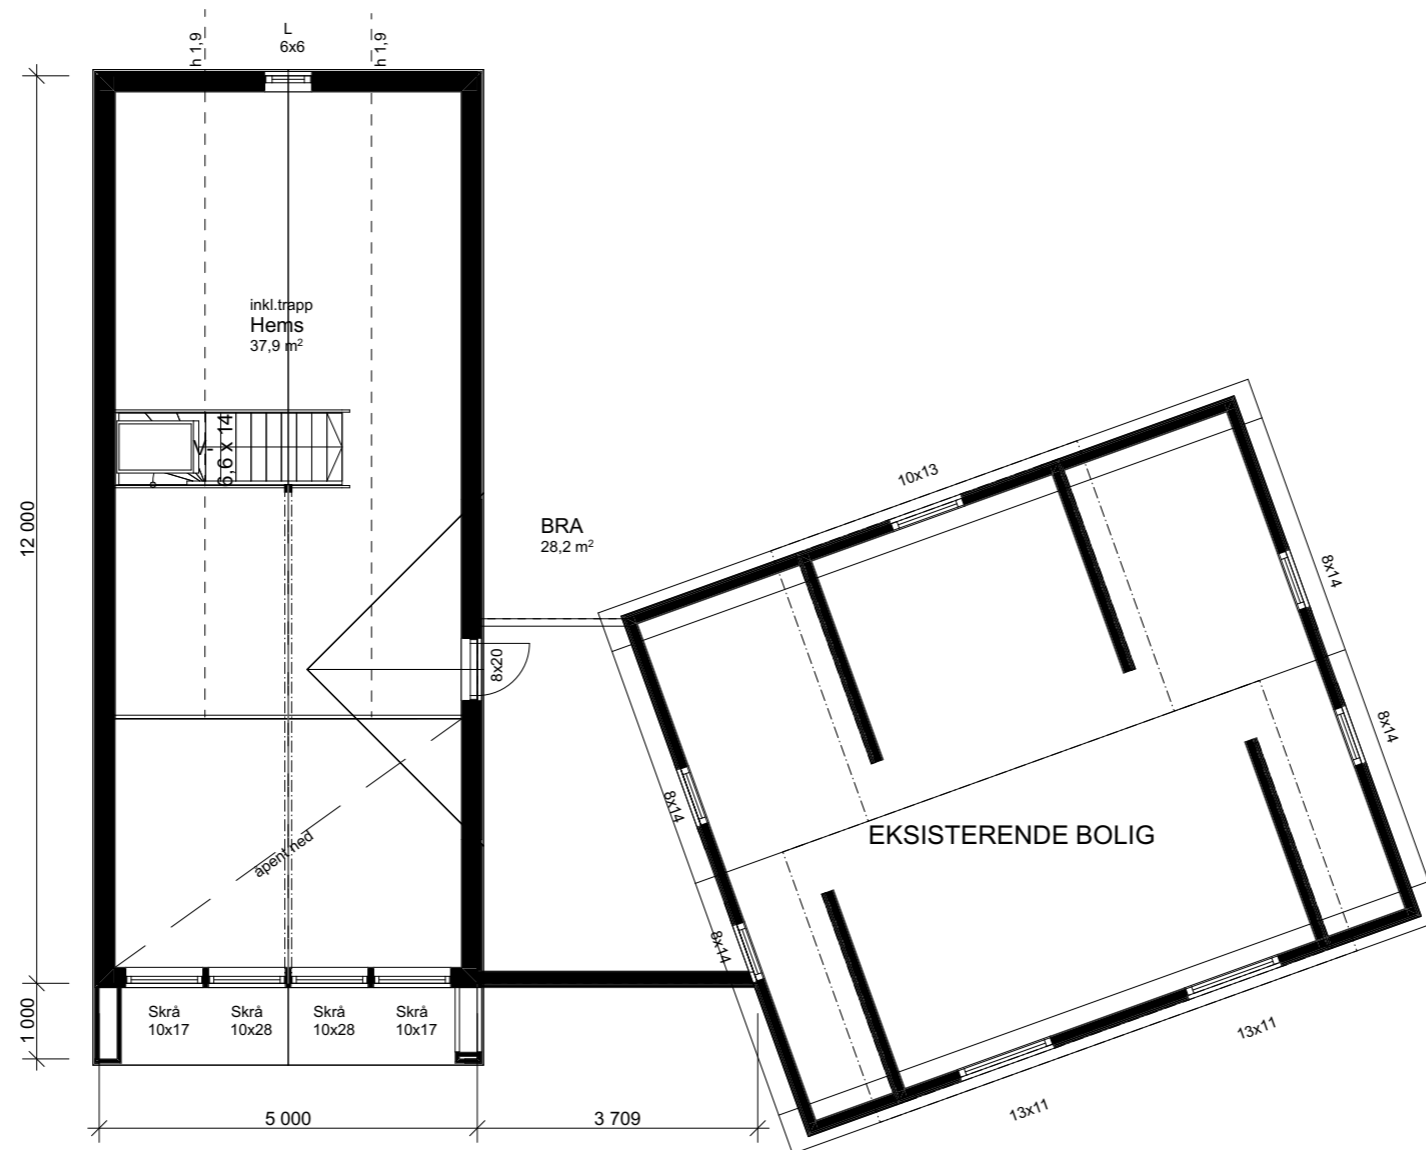 h 1,9
L
6x6
h 1,9
inkl.trapp
Hems
37,9 m²
6,6 x 14
12 000
BRA
28,2 m²
10x13
8x14
8x20
8x14
8x14
EKSISTERENDE BOLIG
åpent ned
8x14
1 000
Skrå
10x17
Skrå
10x28
Skrå
10x28
Skrå
10x17
13x11
13x11
5 000
3 709